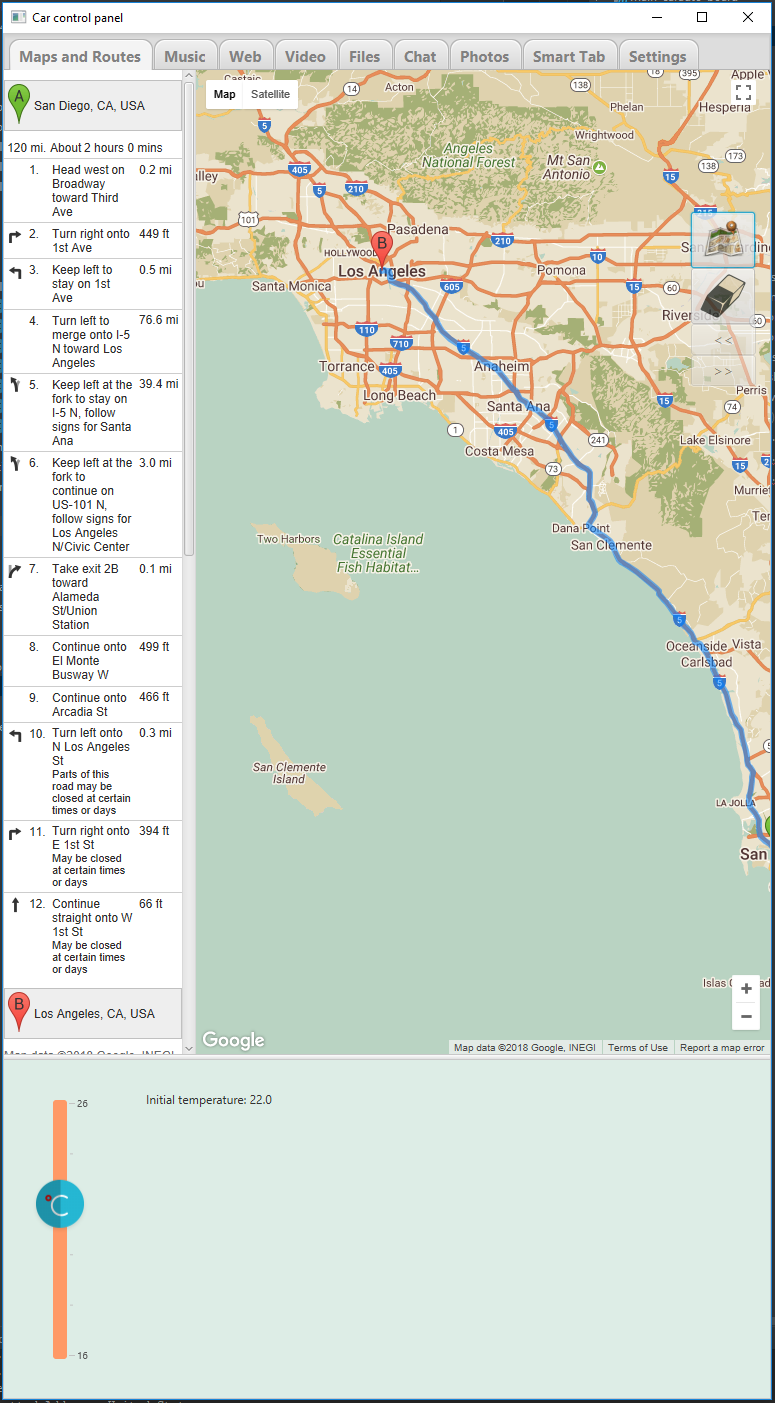 Car control panel
Maps and Routes
Music
Web
Video
Files
Chat
Photos
Smart Tab
Settings
A
San Diego, CA, USA
120 mi. About 2 hours 0 mins
1. Head west on 0.2 mi
Broadway
toward Third
Ave
2. Turn right onto 449 ft
1st Ave
3. Keep left to 0.5 mi
stay on 1st
Ave
4. Turn left to 76.6 mi
merge onto I-5
N toward Los
Angeles
5. Keep left at the 39.4 mi
fork to stay on
I-5 N, follow
signs for Santa
Ana
6. Keep left at the 3.0 mi
fork to
continue on
US-101 N,
follow signs for
Los Angeles
N/Civic Center
7. Take exit 2B 0.1 mi
toward
Alameda
St/Union
Station
8. Continue onto 499 ft
El Monte
Busway W
9. Continue onto 466 ft
Arcadia St
10. Turn left onto 0.3 mi
N Los Angeles
St
Parts of this
road may be
closed at certain
times or days
11. Turn right onto 394 ft
E 1st St
May be closed
at certain times
or days
12. Continue 66 ft
straight onto W
1st St
May be closed
at certain times
or days
B
Los Angeles, CA, USA
Map data ©2018 Google, INEGI
Map
Satellite
Castaic
Acton
14
138
18
395
Apple
Phelan
Hesperia
5
Angeles
National Forest
Wrightwood
Mt San
Antonio
173
138
15
405
5
210
101
Pasadena
210
215
San Bernardino
B
HOLLYWOOD
Los Angeles
10
Pomona
Santa Monica
605
15
60
Riverside
60
110
710
5
<<
>>
Torrance
405
Anaheim
Long Beach
Perris
15
74
Santa Ana
1
405
5
241
Lake Elsinore
Costa Mesa
73
15
Dana Point
San Clemente
Two Harbors
Catalina Island
Essential
Fish Habitat...
5
Oceanside
Vista
Carlsbad
5
San Clemente
Island
LA JOLLA
San
+
−
Google
Map data ©2018 Google, INEGI
Terms of Use
Report a map error
26
Initial temperature: 22.0
°C
16